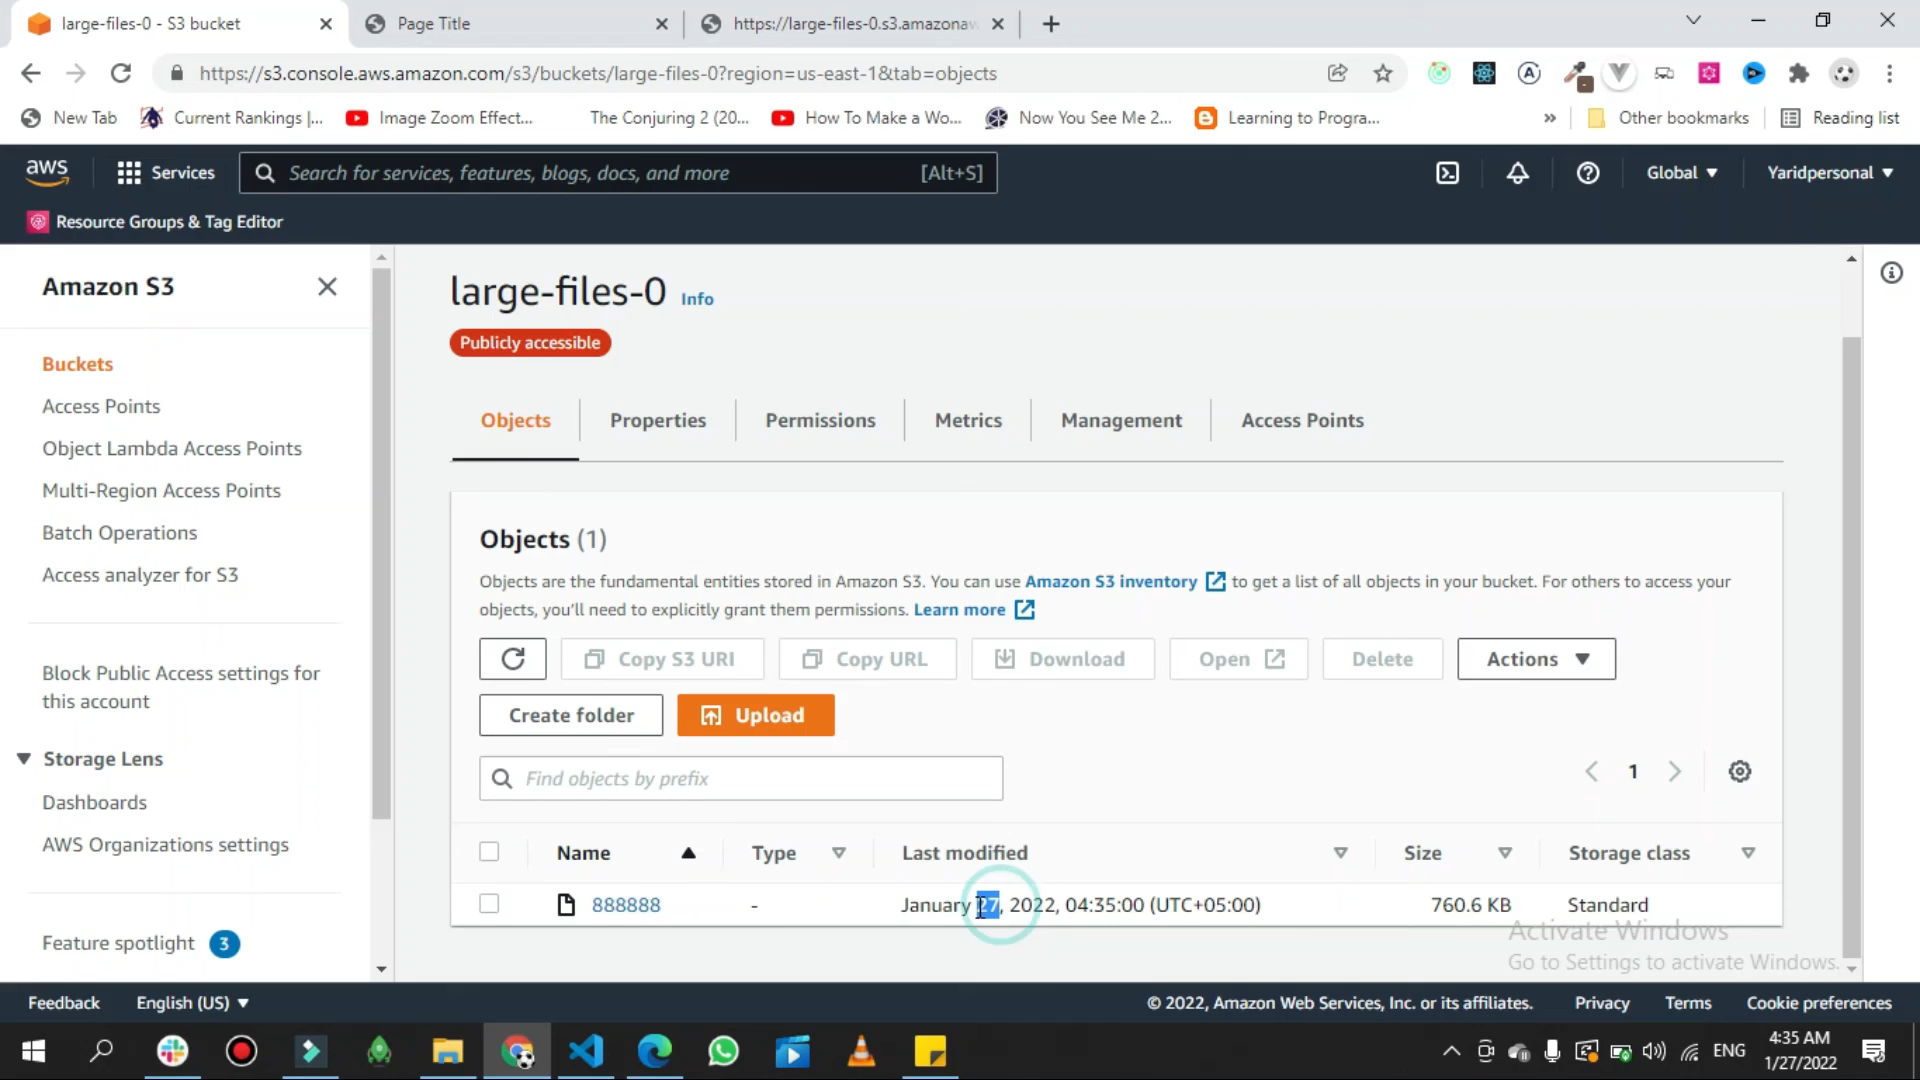 large-files-0 - S3 bucket
Page Title
https://large-files-0.s3.amazonaw
https://s3.console.aws.amazon.com/s3/buckets/large-files-0?region=us-east-1&tab=objects
New Tab
Current Rankings |...
Image Zoom Effect...
The Conjuring 2 (20...
How To Make a Wo...
Now You See Me 2...
Learning to Progra...
»
Other bookmarks
Reading list
aws
Services
Search for services, features, blogs, docs, and more
[Alt+S]
Global
Yaridpersonal
Resource Groups & Tag Editor
Amazon S3
Buckets
Access Points
Object Lambda Access Points
Multi-Region Access Points
Batch Operations
Access analyzer for S3
Block Public Access settings for
this account
Storage Lens
Dashboards
AWS Organizations settings
Feature spotlight 3
large-files-0 Info
Publicly accessible
Objects
Properties
Permissions
Metrics
Management
Access Points
Objects (1)
Objects are the fundamental entities stored in Amazon S3. You can use Amazon S3 inventory to get a list of all objects in your bucket. For others to access your
objects, you'll need to explicitly grant them permissions. Learn more
Copy S3 URI
Copy URL
Download
Open
Delete
Actions
Create folder
Upload
Find objects by prefix
1
Name
Type
Last modified
Size
Storage class
888888
-
January 27, 2022, 04:35:00 (UTC+05:00)
760.6 KB
Standard
Activate Windows
Go to Settings to activate Windows.
Feedback
English (US)
© 2022, Amazon Web Services, Inc. or its affiliates.
Privacy
Terms
Cookie preferences
ENG
4:35 AM
1/27/2022